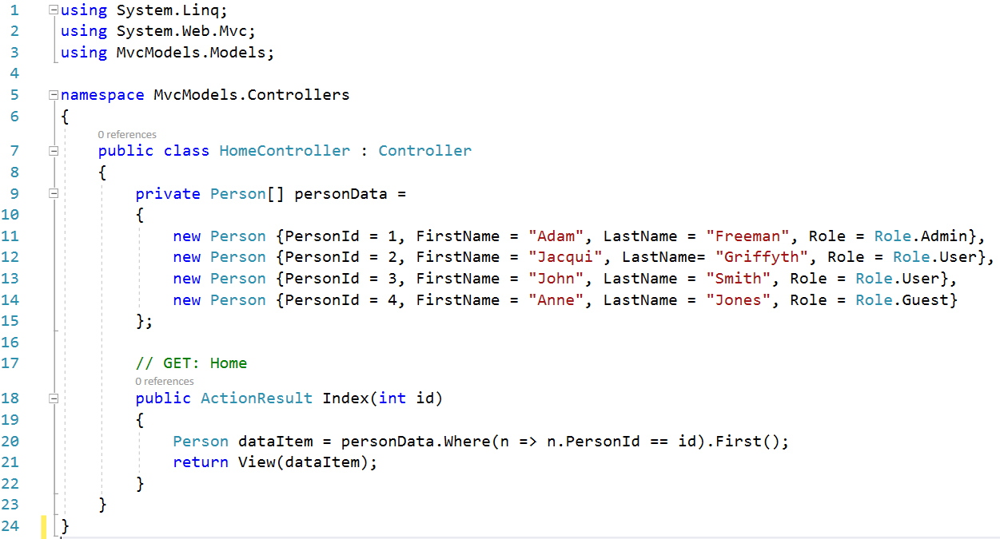 1 using System.Linq;
2 using System.Web.Mvc;
3 using MvcModels.Models;
4
5 namespace MvcModels.Controllers
6 {
0 references
7 public class HomeController : Controller
8 {
9 private Person[] personData =
10 {
11 new Person {PersonId = 1, FirstName = "Adam", LastName = "Freeman", Role = Role.Admin},
12 new Person {PersonId = 2, FirstName = "Jacqui", LastName= "Griffyth", Role = Role.User},
13 new Person {PersonId = 3, FirstName = "John", LastName = "Smith", Role = Role.User},
14 new Person {PersonId = 4, FirstName = "Anne", LastName = "Jones", Role = Role.Guest}
15 };
16
17 // GET: Home
0 references
18 public ActionResult Index(int id)
19 {
20 Person dataItem = personData.Where(n => n.PersonId == id).First();
21 return View(dataItem);
22 }
23 }
24 }